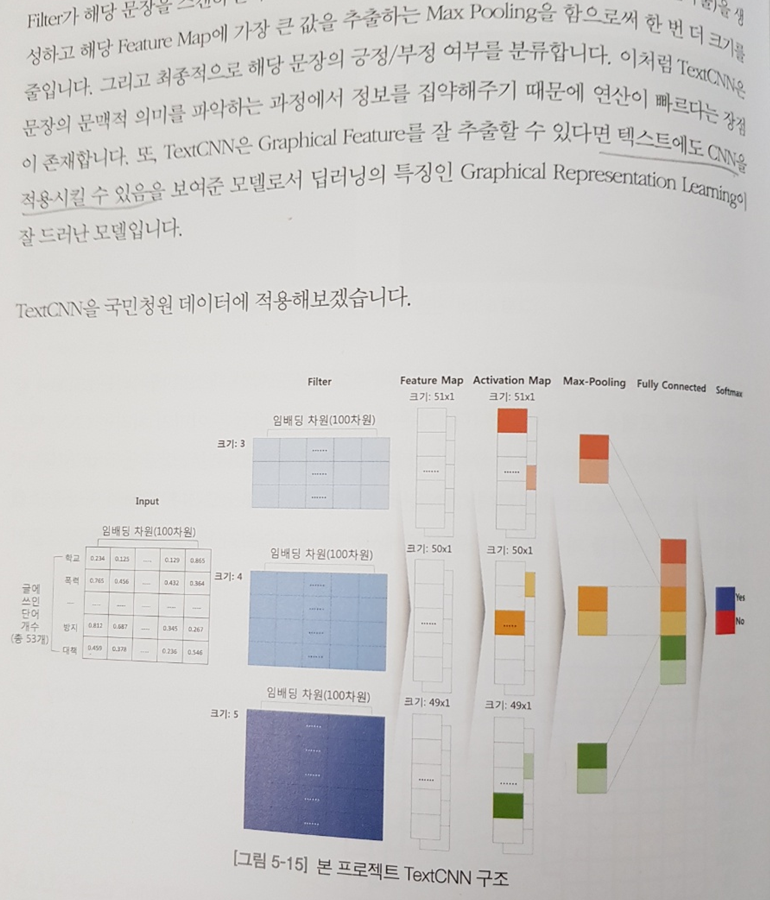 Filter가 해당 문장을 을 생
성하고 해당 Feature Map에 가장 큰 값을 추출하는 Max Pooling을 함으로써 한 번 더 크기를
줄입니다. 그리고 최종적으로 해당 문장의 긍정/부정 여부를 분류합니다. 이처럼 TextCNN은
문장의 문맥적 의미를 파악하는 과정에서 정보를 집약해주기 때문에 연산이 빠르다는 장점
이 존재합니다. 또, TextCNN은 Graphical Feature를 잘 추출할 수 있다면 텍스트에도 CNN을
적용시킬 수 있음을 보여준 모델로서 딥러닝의 특징인 Graphical Representation Learning이
잘 드러난 모델입니다.
TextCNN을 국민청원 데이터에 적용해보겠습니다.
Filter Feature Map Activation Map Max-Pooling Fully Connected Softmax
크기: 51x1 크기: 51x1
임배딩 차원(100차원)
크기: 3
......
......
......
...... ......
Input
임배딩 차원(100차원)
학교 0.234 0.125 ...... 0.129 0.865
폭력 0.765 0.456 ...... 0.432 0.364
... ...... ...... ...... ...... ......
방지 0.812 0.687 ...... 0.345 0.267
대책 0.459 0.378 ...... 0.236 0.546
글에
쓰인
단어
개수
(총 53개)
크기: 50x1 크기: 50x1
임배딩 차원(100차원)
크기: 4
......
......
......
......
...... ......
Yes
No
크기: 49x1 크기: 49x1
임배딩 차원(100차원)
크기: 5
......
......
......
......
......
...... ......
[그림 5-15] 본 프로젝트 TextCNN 구조